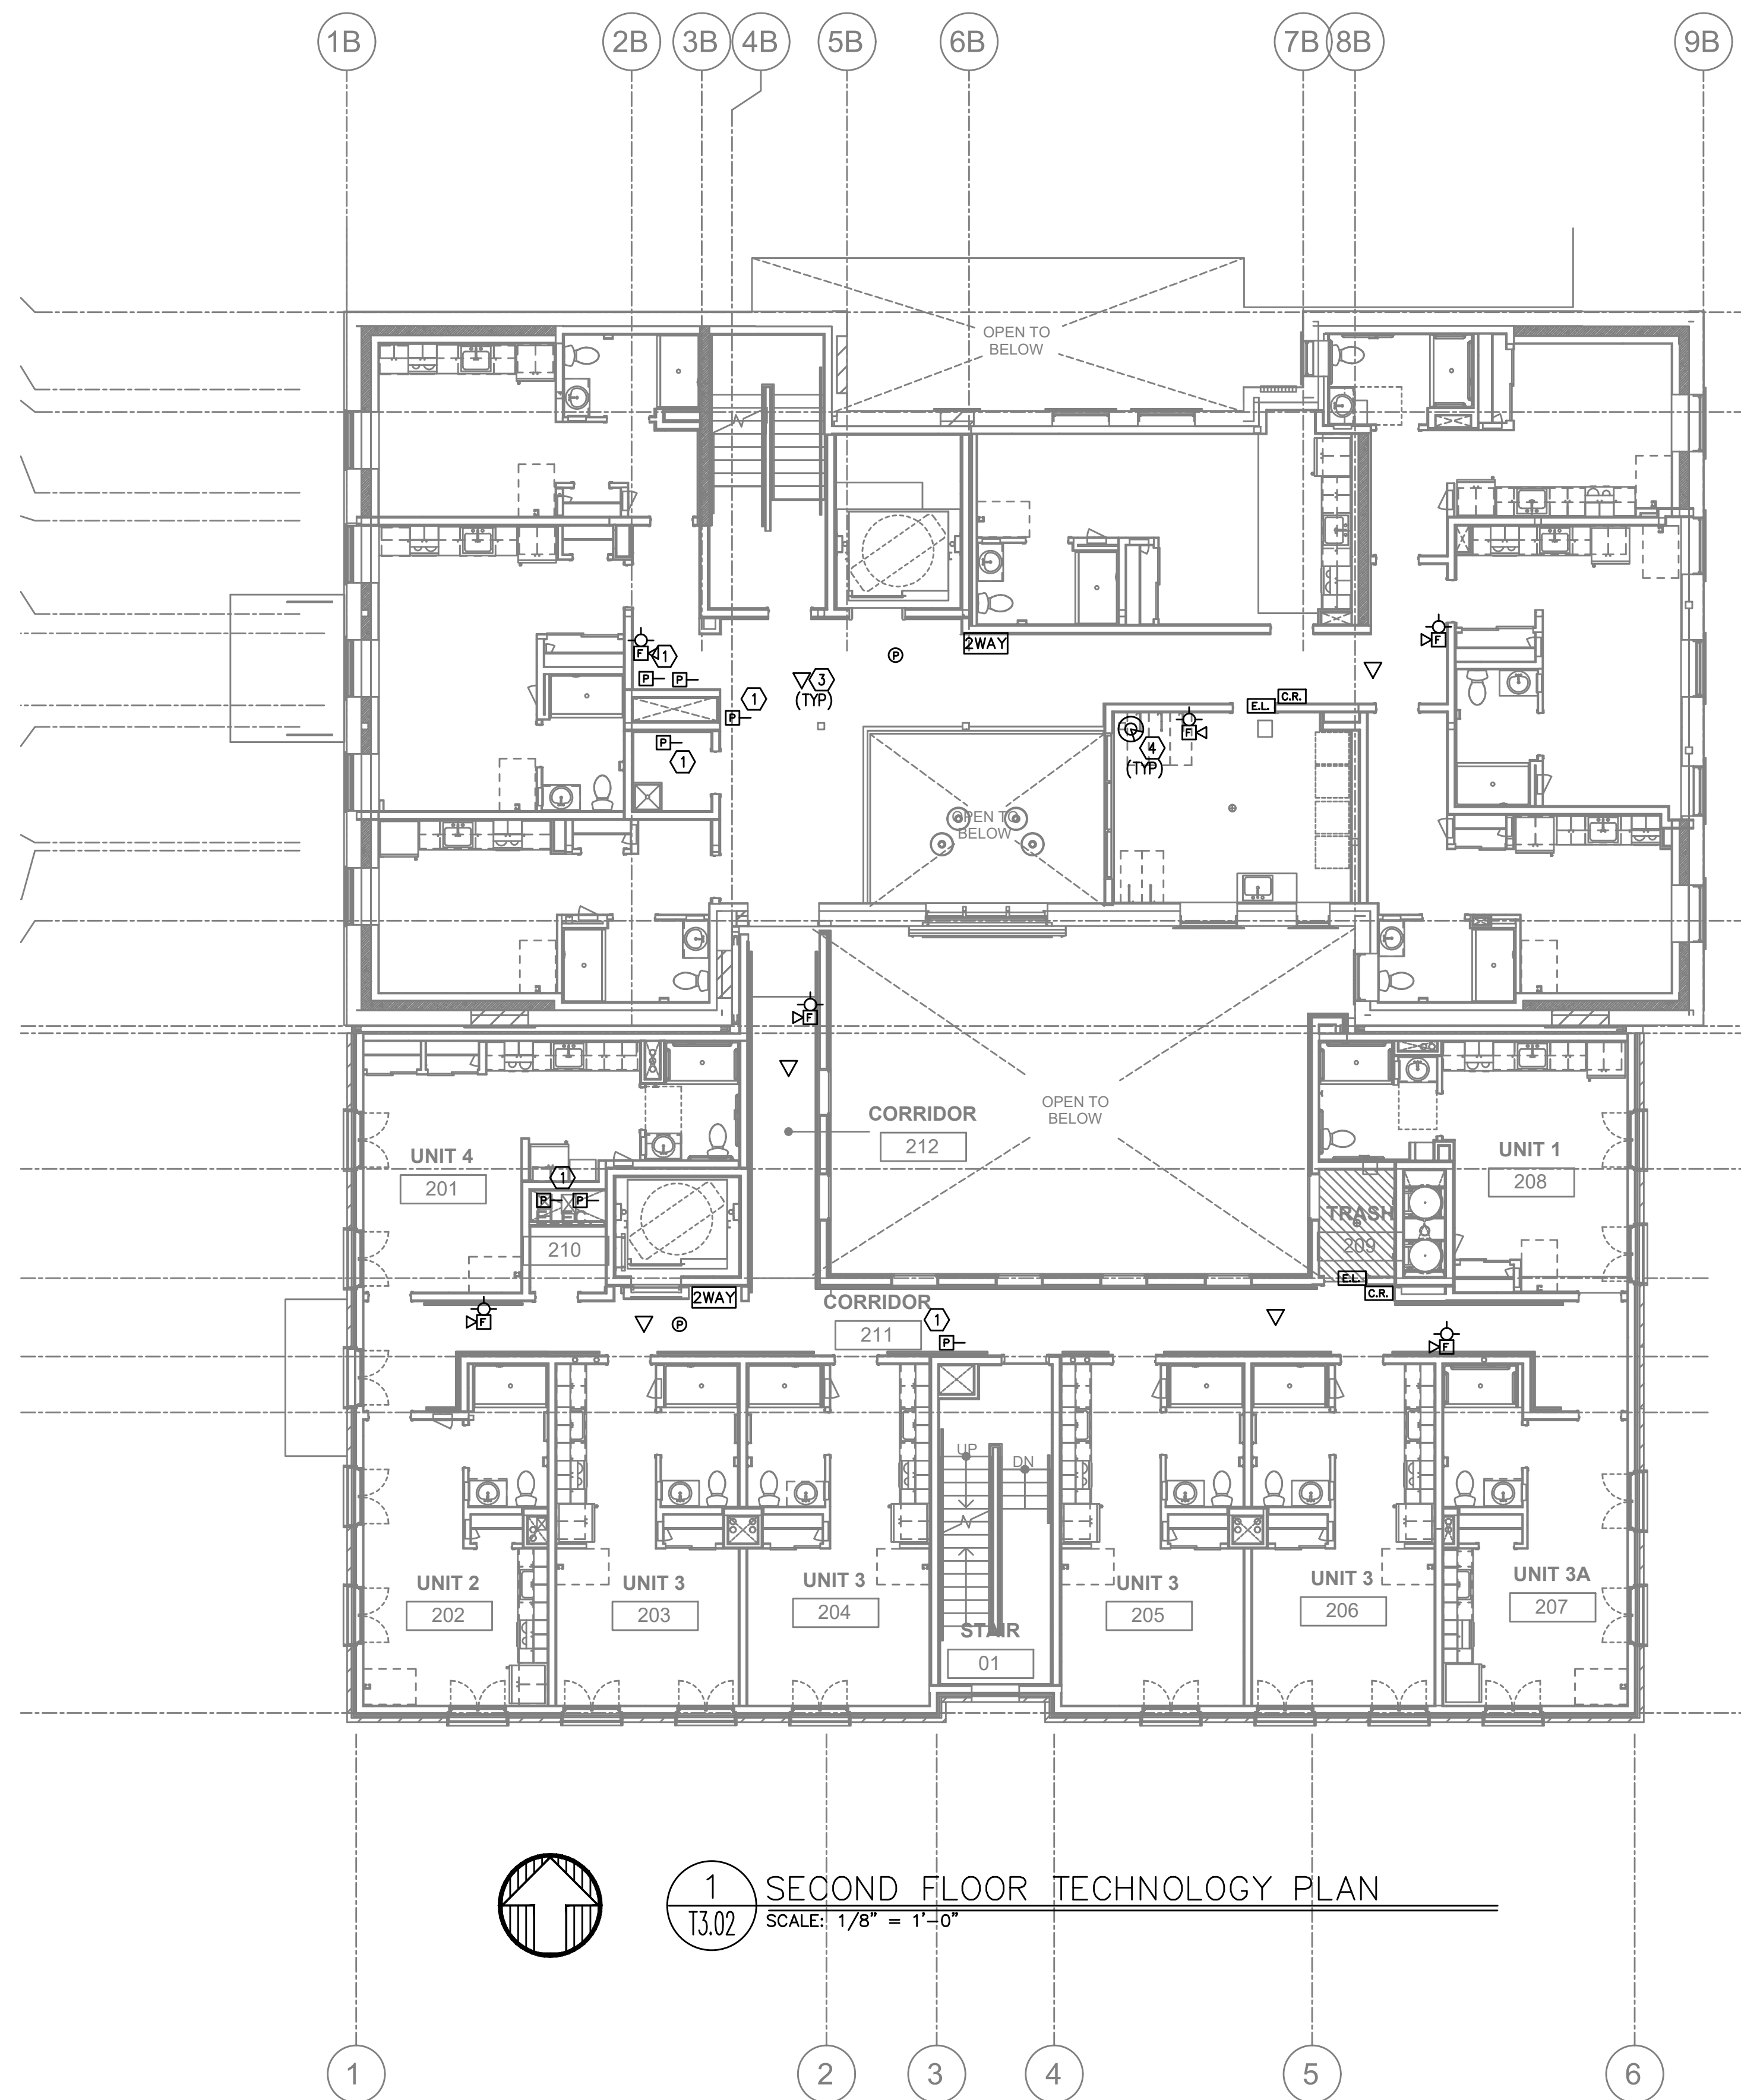 1B 2B 3B 4B 5B 6B 7B 8B 9B
OPEN TO
BELOW
2WAY
F
1
P P
P
1
3
(TYP)
P
P
1
C.R.
E.L.
F
F
4
(TYP)
OPEN TO
BELOW
F
OPEN TO
BELOW
CORRIDOR
212
UNIT 4
201
1
P P
ELEC
210
UNIT 1
208
TRASH
209
E.L.
C.R.
2WAY
CORRIDOR
211
F
P
1
P
F
UP
DN
UNIT 2
202
UNIT 3
203
UNIT 3
204
STAIR
01
UNIT 3
205
UNIT 3
206
UNIT 3A
207
1
T3.02
SECOND FLOOR TECHNOLOGY PLAN
SCALE: 1/8" = 1'-0"
1 2 3 4 5 6